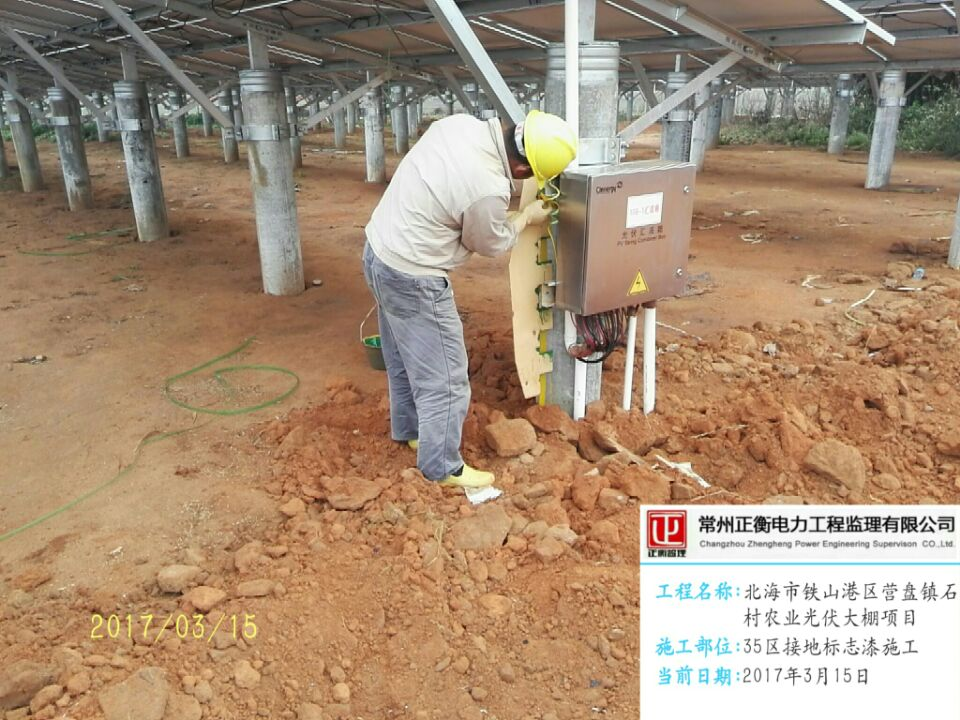 Clenergy
汇流箱
光伏汇流箱
PV String Combiner Box
2017/03/15
正衡监理
常州正衡电力工程监理有限公司
Changzhou Zhengheng Power Engineering Supervison CO.,Ltd.
工程名称:北海市铁山港区营盘镇石
村农业光伏大棚项目
施工部位:35区接地标志漆施工
当前日期:2017年3月15日